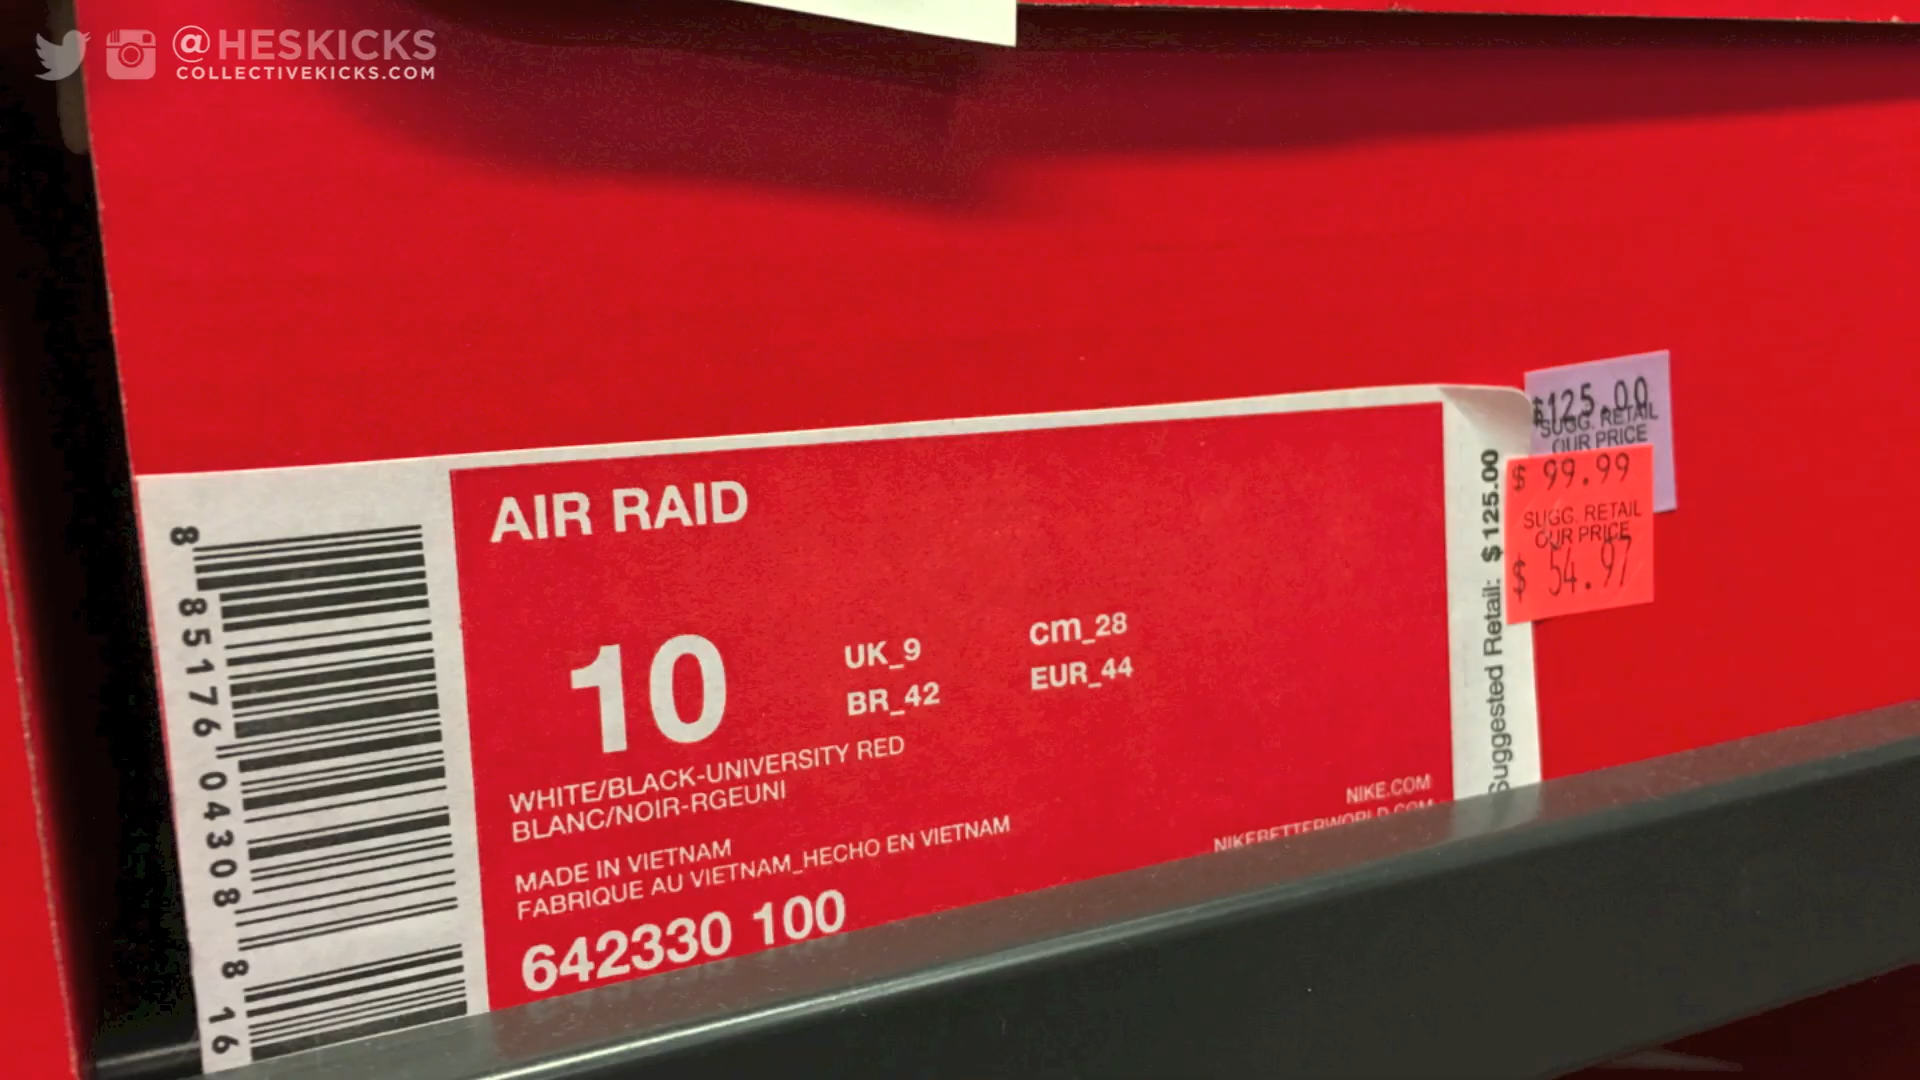 @HESKICKS
COLLECTIVEKICKS.COM
$125.00
SUGG. RETAIL
OUR PRICE
$ 99.99
SUGG. RETAIL
OUR PRICE
$ 54.97
Suggested Retail: $125.00
AIR RAID
10
UK_9
cm_28
BR_42
EUR_44
WHITE/BLACK-UNIVERSITY RED
BLANC/NOIR-RGEUNI
MADE IN VIETNAM
FABRIQUE AU VIETNAM_HECHO EN VIETNAM
642330 100
NIKE.COM
NIKEBETTERWORLD.COM
8 85176 04308 8 16